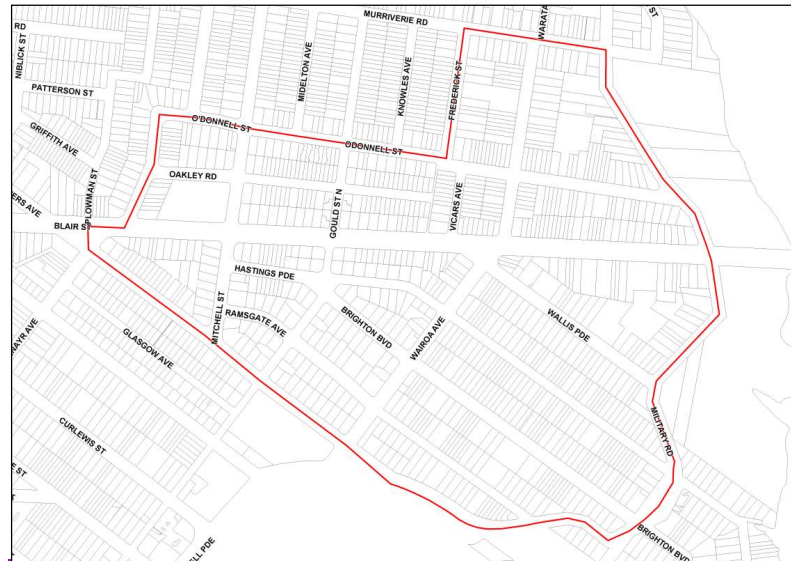 MURRIVERIE RD
WARATA
ST
RD
NIBLICK ST
MIDELTON AVE
KNOWLES AVE
FREDERICK ST
PATTERSON ST
O'DONNELL ST
ODONNELL ST
GRIFFITH AVE
OAKLEY RD
PLOWMAN ST
GOULD ST N
VICARS AVE
ERS AVE
BLAIR ST
HASTINGS PDE
MITCHELL ST
RAMSGATE AVE
BRIGHTON BVD
WAIROA AVE
WALLIS PDE
NAYR AVE
GLASGOW AVE
MILITARY RD
CURLEWIS ST
E ST
T
ELL PDE
BRIGHTON BVD